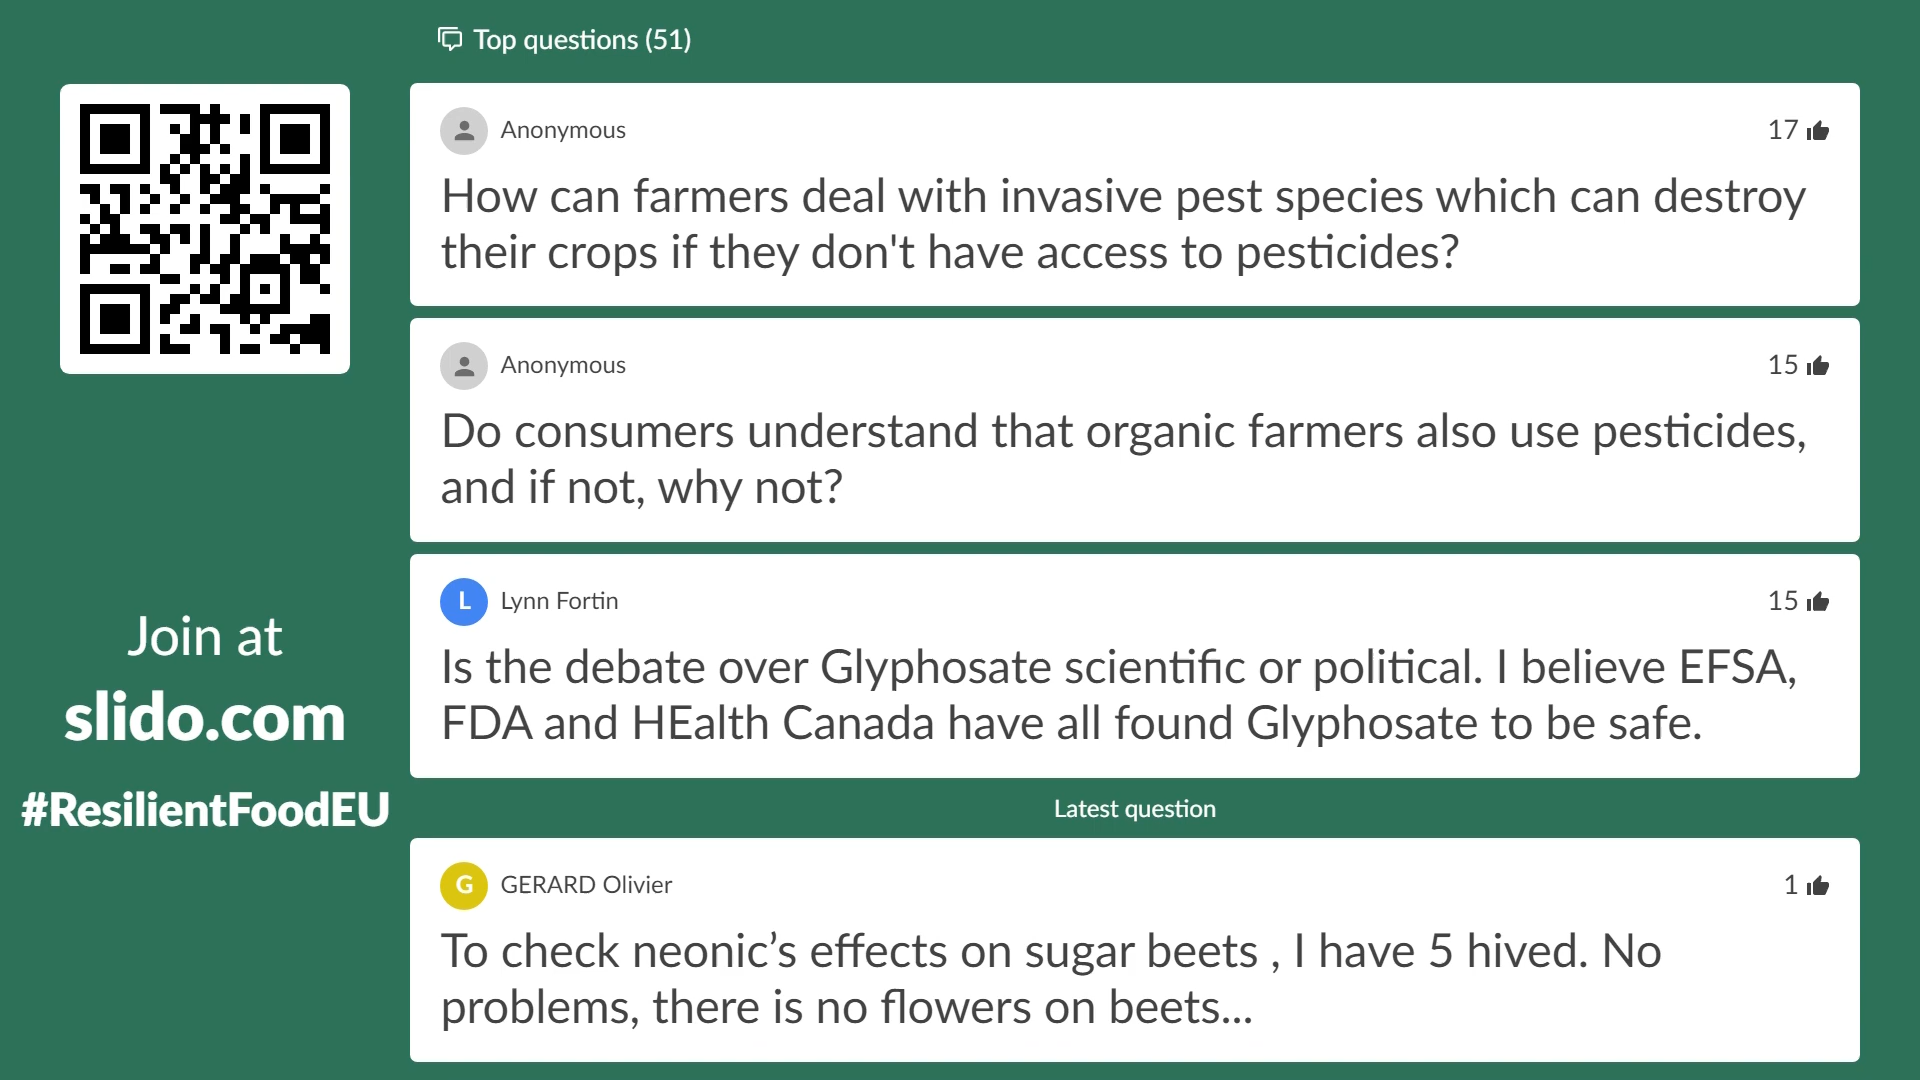 Top questions (51)
Anonymous
17
How can farmers deal with invasive pest species which can destroy
their crops if they don't have access to pesticides?
Anonymous
15
Do consumers understand that organic farmers also use pesticides,
and if not, why not?
L
Lynn Fortin
15
Is the debate over Glyphosate scientific or political. I believe EFSA,
FDA and HEalth Canada have all found Glyphosate to be safe.
Join at
slido.com
#ResilientFoodEU
Latest question
G
GERARD Olivier
1
To check neonic’s effects on sugar beets , I have 5 hived. No
problems, there is no flowers on beets...